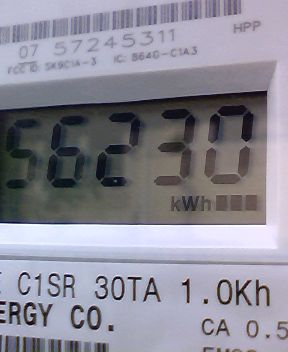 07 57245311
HPP
FCC ID: SK9C1A-3 IC: 864G-C1A3
56230
kWh
C1SR 30TA 1.0Kh
ERGY CO.
CA 0.5